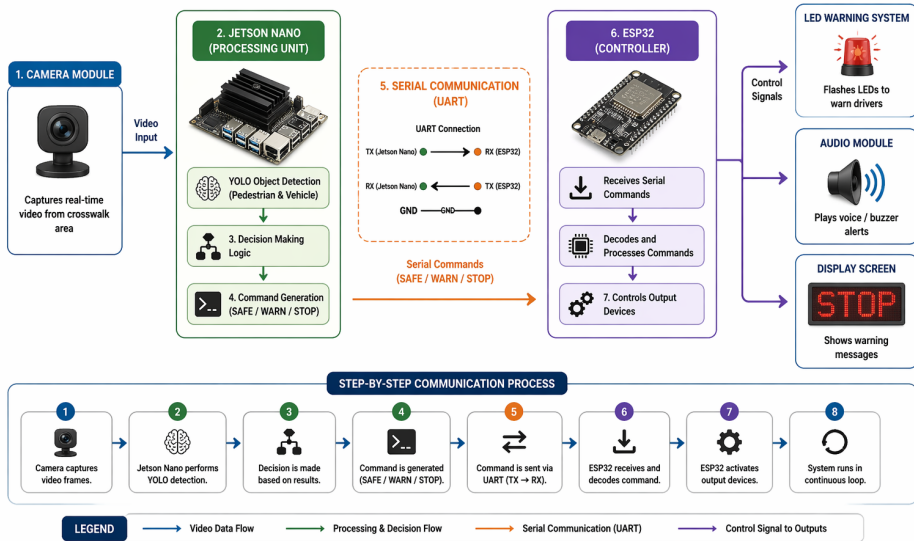 1. CAMERA MODULE
Captures real-time
video from crosswalk
area
Video
Input
2. JETSON NANO
(PROCESSING UNIT)
YOLO Object Detection
(Pedestrian & Vehicle)
3. Decision Making
Logic
4. Command Generation
(SAFE / WARN / STOP)
5. SERIAL COMMUNICATION
(UART)
UART Connection
TX (Jetson Nano)
RX (ESP32)
RX (Jetson Nano)
TX (ESP32)
GND
GND
Serial Commands
(SAFE / WARN / STOP)
6. ESP32
(CONTROLLER)
Receives Serial
Commands
Decodes and
Processes Commands
7. Controls Output
Devices
Control
Signals
LED WARNING SYSTEM
Flashes LEDs to
warn drivers
AUDIO MODULE
Plays voice / buzzer
alerts
DISPLAY SCREEN
STOP
Shows warning
messages
STEP-BY-STEP COMMUNICATION PROCESS
1
Camera captures
video frames.
2
Jetson Nano performs
YOLO detection.
3
Decision is made
based on results.
4
Command is generated
(SAFE / WARN / STOP).
5
Command is sent via
UART (TX → RX).
6
ESP32 receives and
decodes command.
7
ESP32 activates
output devices.
8
System runs in
continuous loop.
LEGEND
Video Data Flow
Processing & Decision Flow
Serial Communication (UART)
Control Signal to Outputs